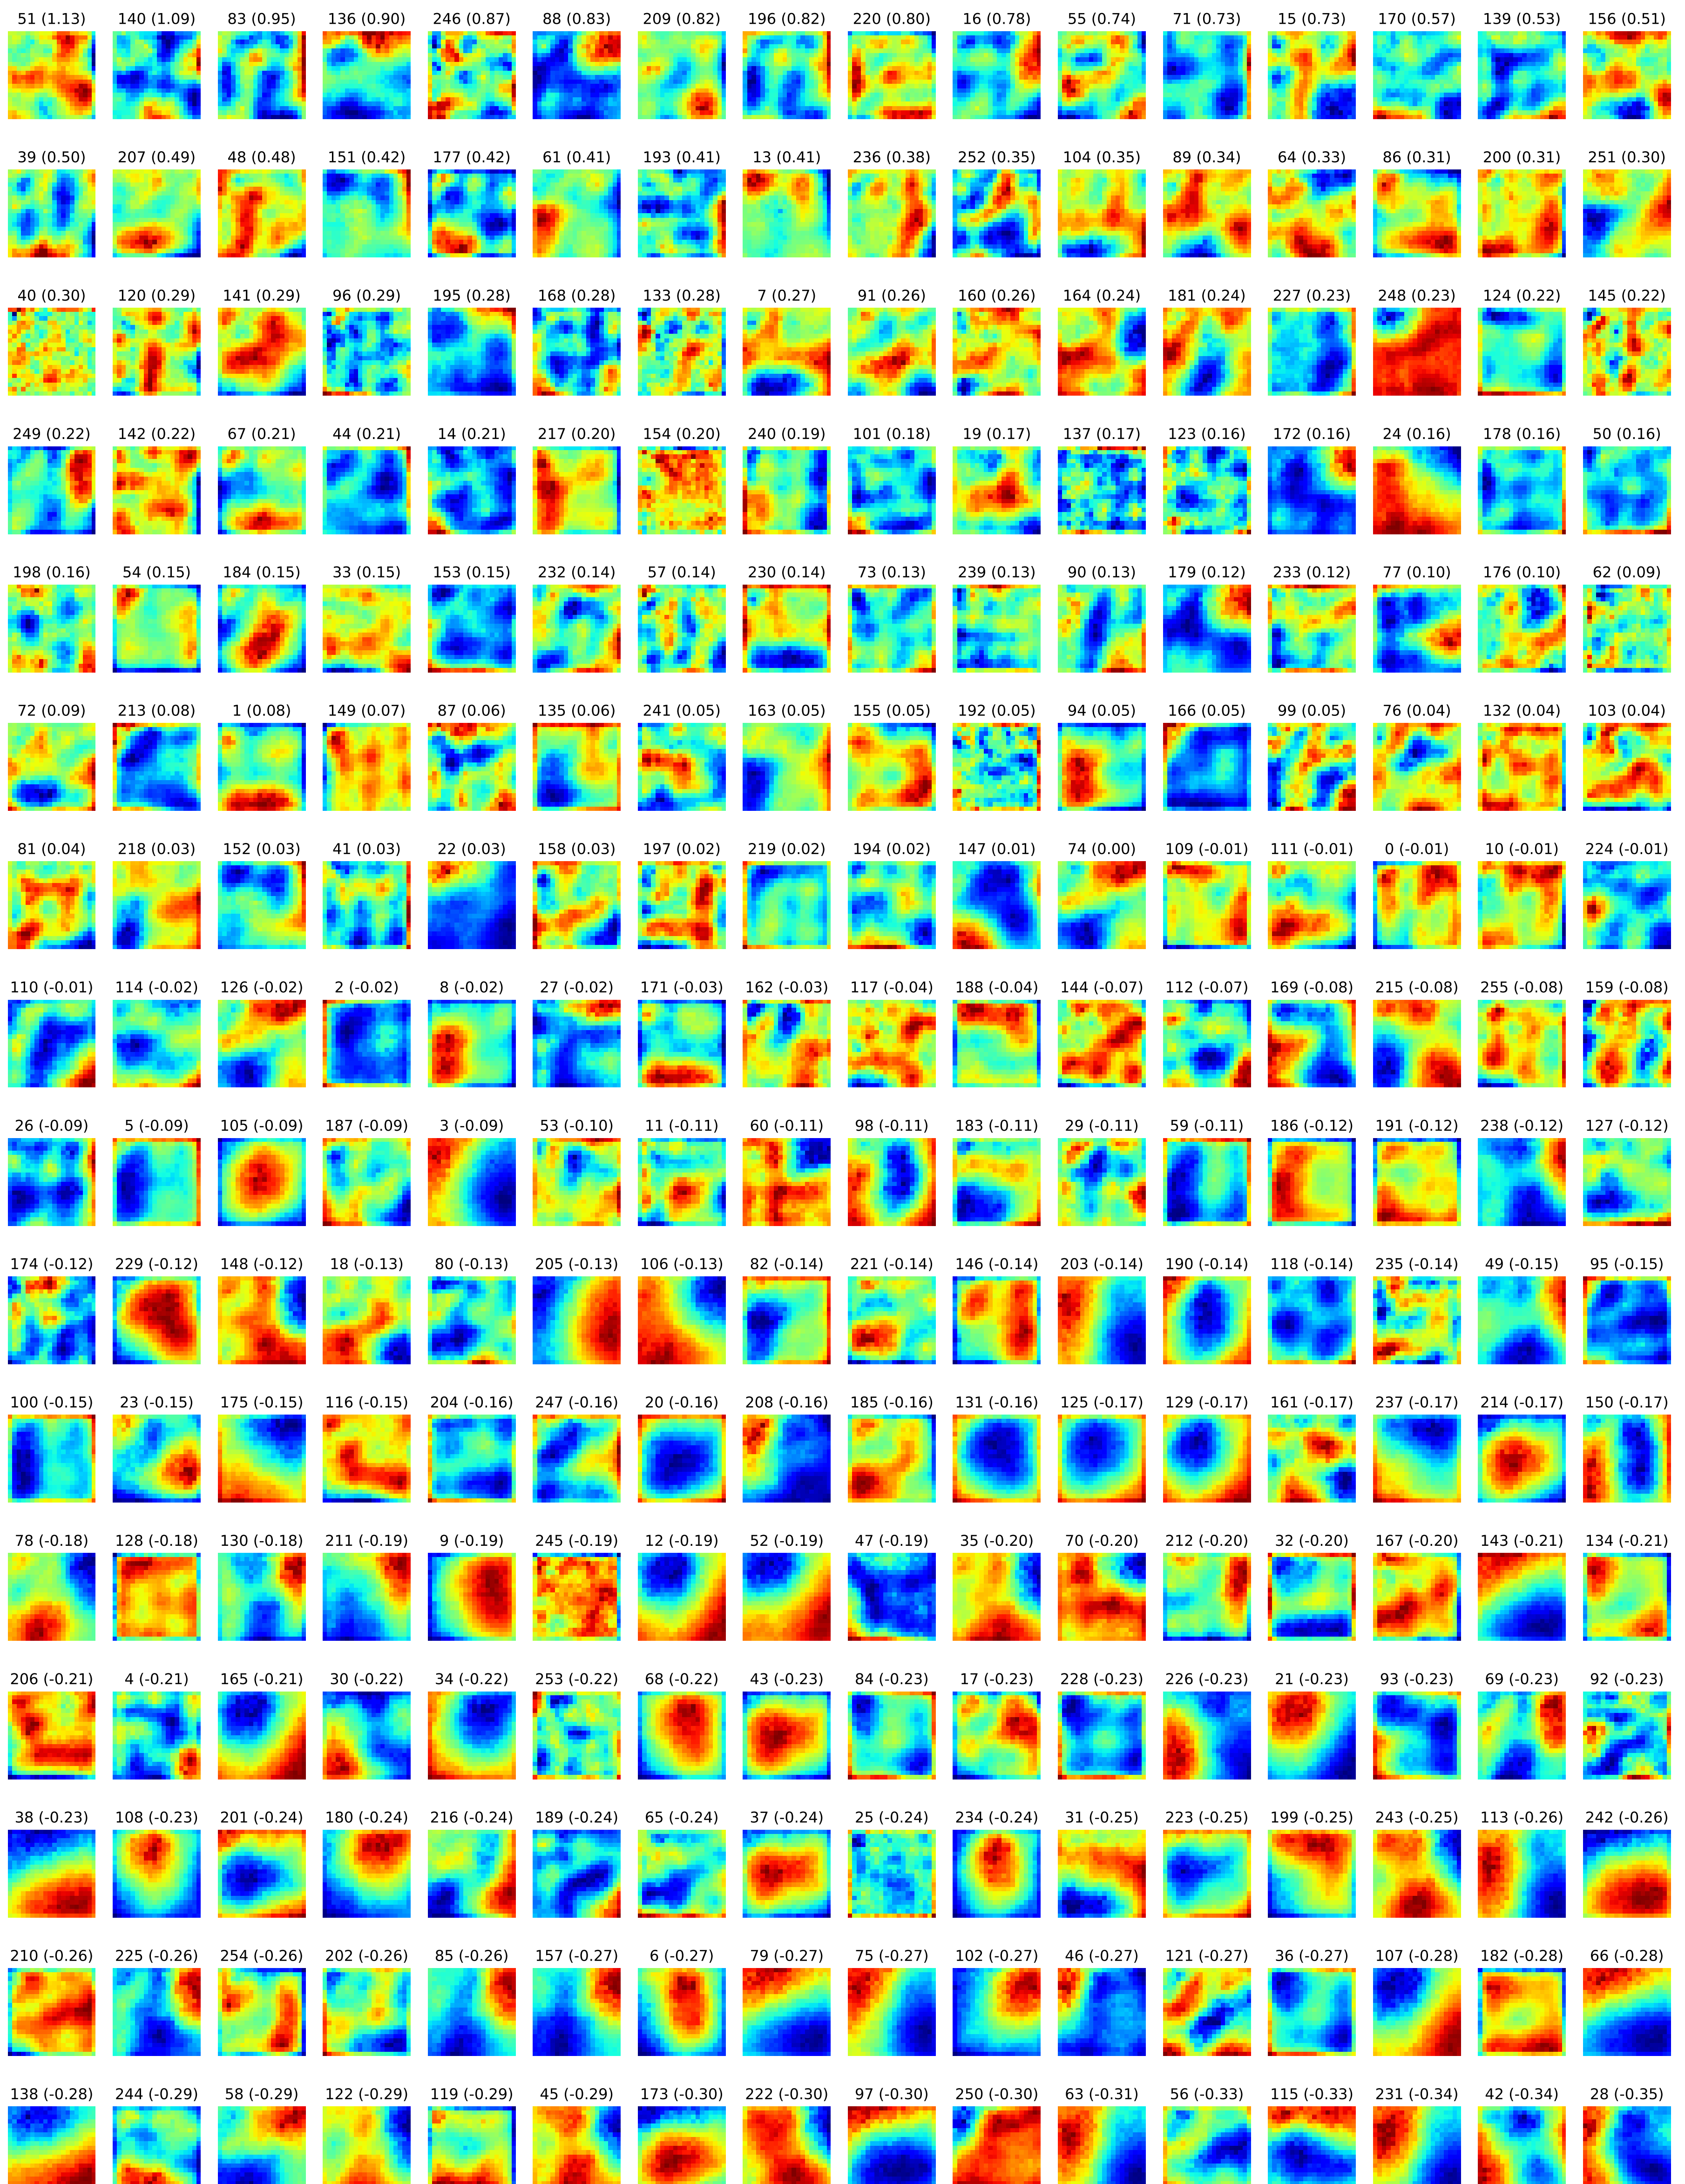 51 (1.13) 140 (1.09) 83 (0.95) 136 (0.90) 246 (0.87) 88 (0.83) 209 (0.82) 196 (0.82) 220 (0.80) 16 (0.78) 55 (0.74) 71 (0.73) 15 (0.73) 170 (0.57) 139 (0.53) 156 (0.51)
39 (0.50) 207 (0.49) 48 (0.48) 151 (0.42) 177 (0.42) 61 (0.41) 193 (0.41) 13 (0.41) 236 (0.38) 252 (0.35) 104 (0.35) 89 (0.34) 64 (0.33) 86 (0.31) 200 (0.31) 251 (0.30)
40 (0.30) 120 (0.29) 141 (0.29) 96 (0.29) 195 (0.28) 168 (0.28) 133 (0.28) 7 (0.27) 91 (0.26) 160 (0.26) 164 (0.24) 181 (0.24) 227 (0.23) 248 (0.23) 124 (0.22) 145 (0.22)
249 (0.22) 142 (0.22) 67 (0.21) 44 (0.21) 14 (0.21) 217 (0.20) 154 (0.20) 240 (0.19) 101 (0.18) 19 (0.17) 137 (0.17) 123 (0.16) 172 (0.16) 24 (0.16) 178 (0.16) 50 (0.16)
198 (0.16) 54 (0.15) 184 (0.15) 33 (0.15) 153 (0.15) 232 (0.14) 57 (0.14) 230 (0.14) 73 (0.13) 239 (0.13) 90 (0.13) 179 (0.12) 233 (0.12) 77 (0.10) 176 (0.10) 62 (0.09)
72 (0.09) 213 (0.08) 1 (0.08) 149 (0.07) 87 (0.06) 135 (0.06) 241 (0.05) 163 (0.05) 155 (0.05) 192 (0.05) 94 (0.05) 166 (0.05) 99 (0.05) 76 (0.04) 132 (0.04) 103 (0.04)
81 (0.04) 218 (0.03) 152 (0.03) 41 (0.03) 22 (0.03) 158 (0.03) 197 (0.02) 219 (0.02) 194 (0.02) 147 (0.01) 74 (0.00) 109 (-0.01) 111 (-0.01) 0 (-0.01) 10 (-0.01) 224 (-0.01)
110 (-0.01) 114 (-0.02) 126 (-0.02) 2 (-0.02) 8 (-0.02) 27 (-0.02) 171 (-0.03) 162 (-0.03) 117 (-0.04) 188 (-0.04) 144 (-0.07) 112 (-0.07) 169 (-0.08) 215 (-0.08) 255 (-0.08) 159 (-0.08)
26 (-0.09) 5 (-0.09) 105 (-0.09) 187 (-0.09) 3 (-0.09) 53 (-0.10) 11 (-0.11) 60 (-0.11) 98 (-0.11) 183 (-0.11) 29 (-0.11) 59 (-0.11) 186 (-0.12) 191 (-0.12) 238 (-0.12) 127 (-0.12)
174 (-0.12) 229 (-0.12) 148 (-0.12) 18 (-0.13) 80 (-0.13) 205 (-0.13) 106 (-0.13) 82 (-0.14) 221 (-0.14) 146 (-0.14) 203 (-0.14) 190 (-0.14) 118 (-0.14) 235 (-0.14) 49 (-0.15) 95 (-0.15)
100 (-0.15) 23 (-0.15) 175 (-0.15) 116 (-0.15) 204 (-0.16) 247 (-0.16) 20 (-0.16) 208 (-0.16) 185 (-0.16) 131 (-0.16) 125 (-0.17) 129 (-0.17) 161 (-0.17) 237 (-0.17) 214 (-0.17) 150 (-0.17)
78 (-0.18) 128 (-0.18) 130 (-0.18) 211 (-0.19) 9 (-0.19) 245 (-0.19) 12 (-0.19) 52 (-0.19) 47 (-0.19) 35 (-0.20) 70 (-0.20) 212 (-0.20) 32 (-0.20) 167 (-0.20) 143 (-0.21) 134 (-0.21)
206 (-0.21) 4 (-0.21) 165 (-0.21) 30 (-0.22) 34 (-0.22) 253 (-0.22) 68 (-0.22) 43 (-0.23) 84 (-0.23) 17 (-0.23) 228 (-0.23) 226 (-0.23) 21 (-0.23) 93 (-0.23) 69 (-0.23) 92 (-0.23)
38 (-0.23) 108 (-0.23) 201 (-0.24) 180 (-0.24) 216 (-0.24) 189 (-0.24) 65 (-0.24) 37 (-0.24) 25 (-0.24) 234 (-0.24) 31 (-0.25) 223 (-0.25) 199 (-0.25) 243 (-0.25) 113 (-0.26) 242 (-0.26)
210 (-0.26) 225 (-0.26) 254 (-0.26) 202 (-0.26) 85 (-0.26) 157 (-0.27) 6 (-0.27) 79 (-0.27) 75 (-0.27) 102 (-0.27) 46 (-0.27) 121 (-0.27) 36 (-0.27) 107 (-0.28) 182 (-0.28) 66 (-0.28)
138 (-0.28) 244 (-0.29) 58 (-0.29) 122 (-0.29) 119 (-0.29) 45 (-0.29) 173 (-0.30) 222 (-0.30) 97 (-0.30) 250 (-0.30) 63 (-0.31) 56 (-0.33) 115 (-0.33) 231 (-0.34) 42 (-0.34) 28 (-0.35)